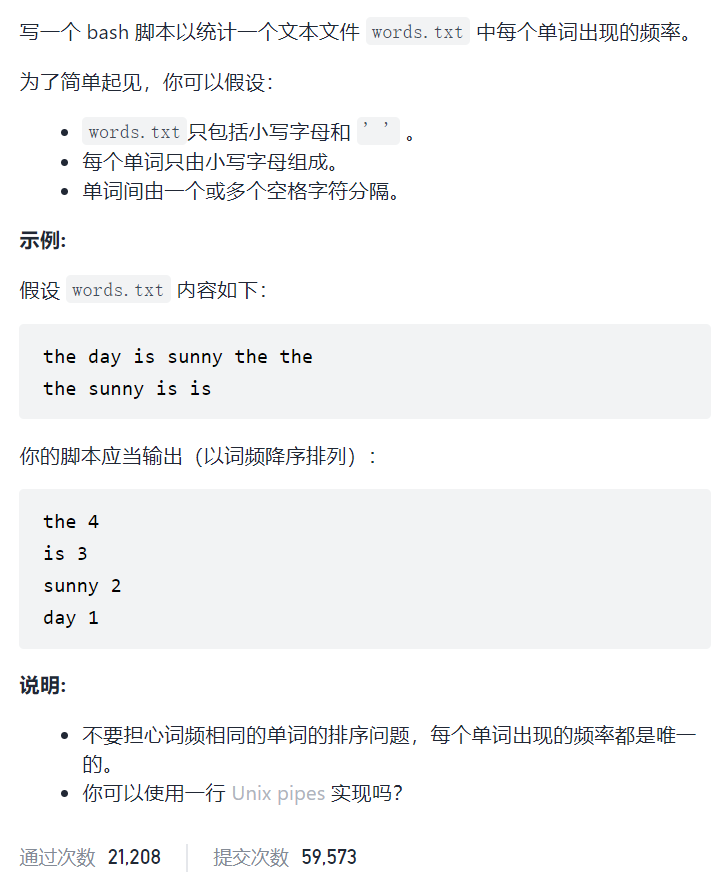 写一个 bash 脚本以统计一个文本文件 words.txt 中每个单词出现的频率。
为了简单起见，你可以假设：
• words.txt只包括小写字母和 ' ' 。
• 每个单词只由小写字母组成。
• 单词间由一个或多个空格字符分隔。
示例:
假设 words.txt 内容如下：
the day is sunny the the
the sunny is is
你的脚本应当输出（以词频降序排列）：
the 4
is 3
sunny 2
day 1
说明:
• 不要担心词频相同的单词的排序问题，每个单词出现的频率都是唯一
的。
• 你可以使用一行 Unix pipes 实现吗？
通过次数 21,208 提交次数 59,573